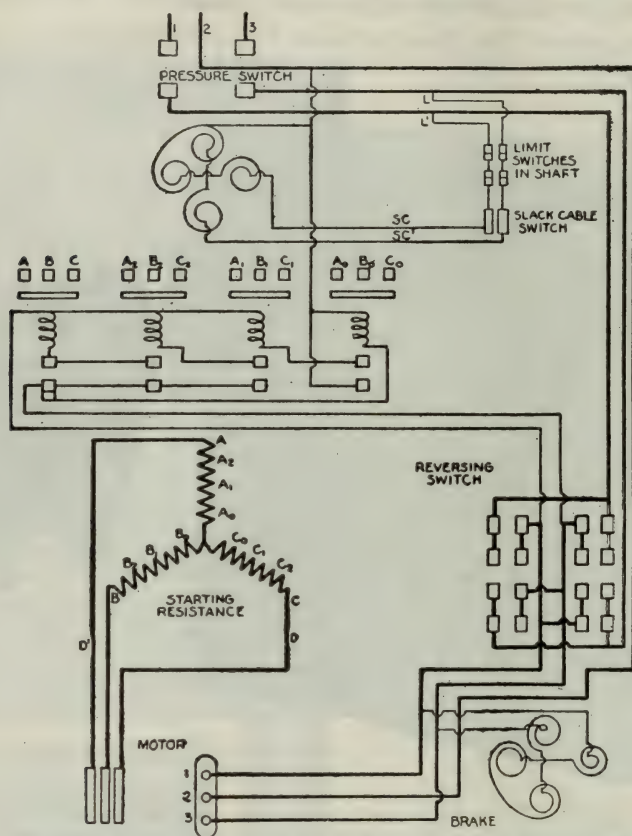 1 2 3
PRESSURE SWITCH
L
L'
LIMIT
SWITCHES
IN SHAFT
SC
SC'
SLACK CABLE
SWITCH
A B C A₂ B₂ C₂ A₁ B₁ C₁ A₀ B₀ C₀
A
A₂
A₁
A₀
REVERSING
SWITCH
B₀ C₀
B₁ C₁
B₂ C₂
B C
STARTING
RESISTANCE
D' D
MOTOR
1
2
3
BRAKE